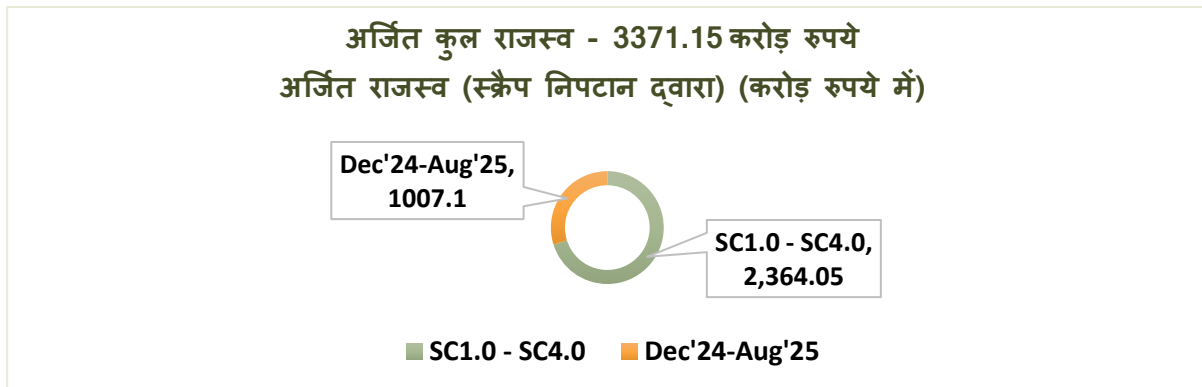 अर्जित कुल राजस्व - 3371.15 करोड़ रुपये
अर्जित राजस्व (स्क्रैप निपटान द्वारा) (करोड़ रुपये में)
Dec'24-Aug'25,
1007.1
SC1.0 - SC4.0,
2,364.05
SC1.0 - SC4.0 Dec'24-Aug'25